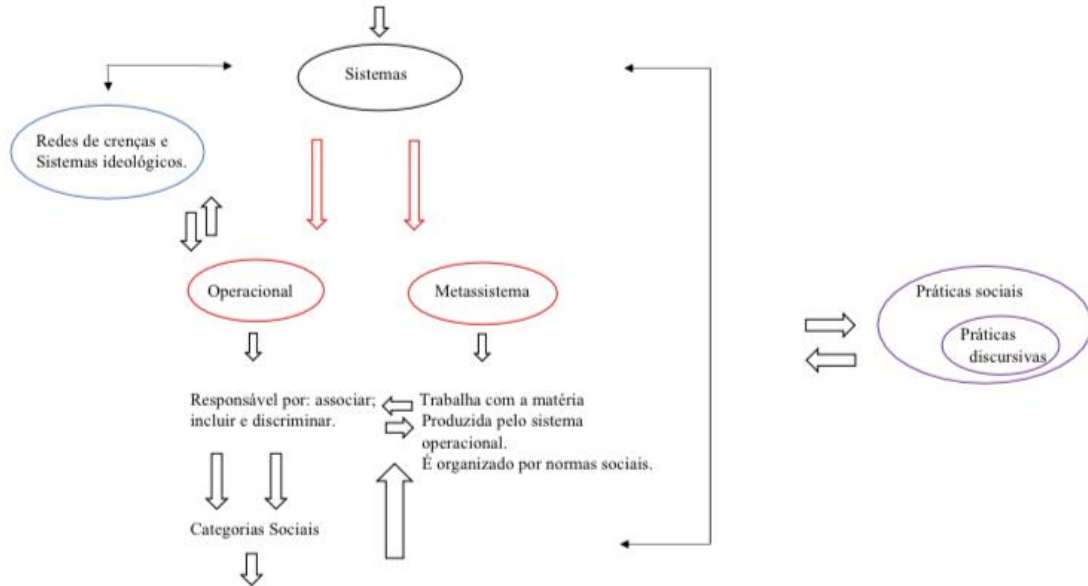 Sistemas
Redes de crenças e
Sistemas ideológicos.
Operacional
Metassistema
Práticas sociais
Práticas
discursivas
Responsável por: associar;
incluir e discriminar.
Trabalha com a matéria
Produzida pelo sistema
operacional.
É organizado por normas sociais.
Categorias Sociais